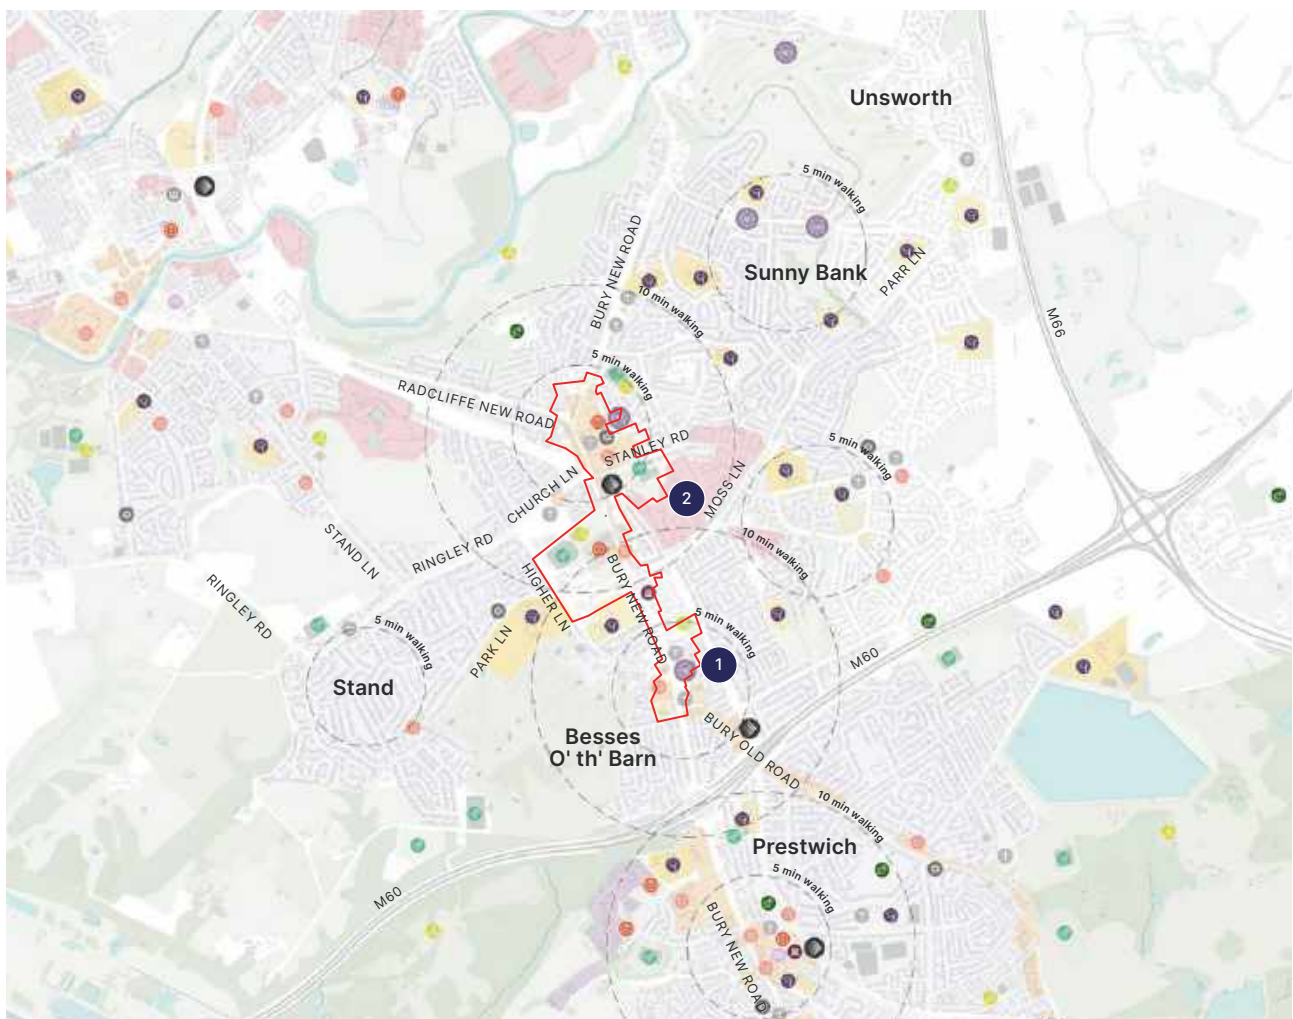 Unsworth
5 min walking
Sunny Bank
BURY NEW ROAD
PARR LN
10 min walking
M66
5 min walking
RADCLIFFE NEW ROAD
STANLEY RD
5 min walking
CHURCH LN
MOSS LN
2
STAND LN
RINGLEY RD
10 min walking
HIGHER LN
BURY NEW ROAD
RINGLEY RD
5 min walking
5 min walking
PARK LN
M60
1
Stand
Besses
O' th' Barn
BURY OLD ROAD
10 min walking
Prestwich
5 min walking
M60
BURY NEW ROAD